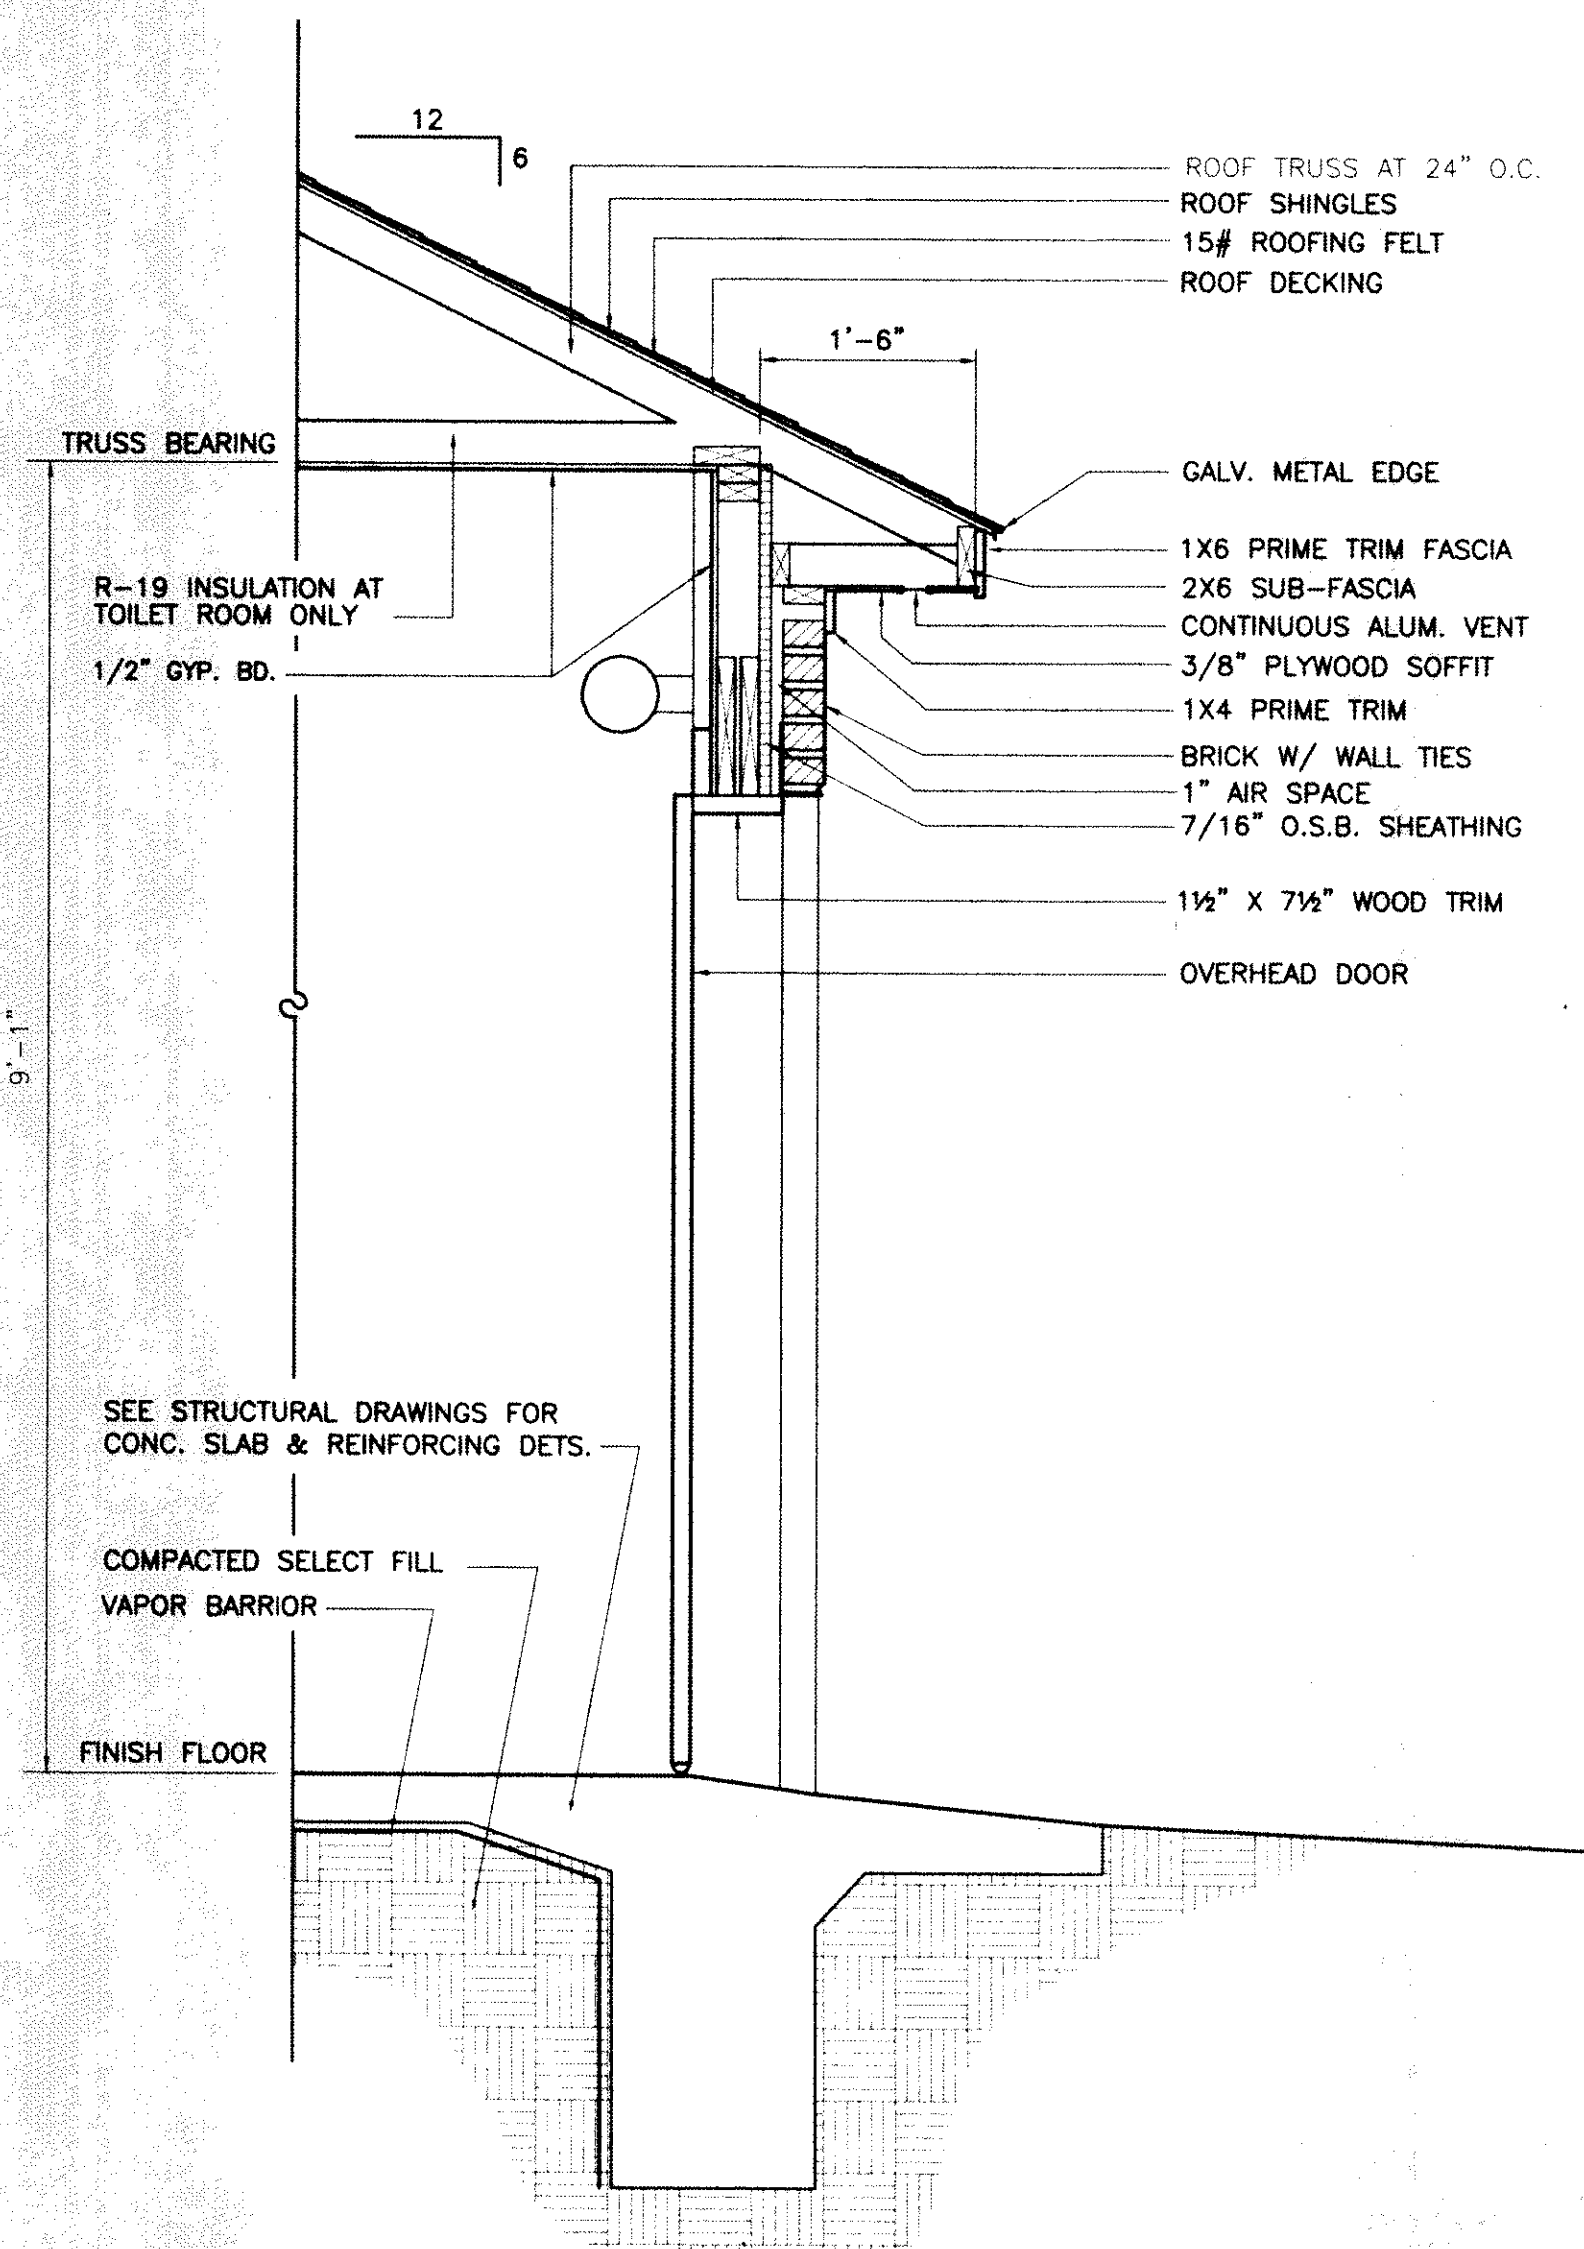 12
6
ROOF TRUSS AT 24" O.C.
ROOF SHINGLES
15# ROOFING FELT
ROOF DECKING
1'-6"
TRUSS BEARING
GALV. METAL EDGE
1X6 PRIME TRIM FASCIA
2X6 SUB-FASCIA
CONTINUOUS ALUM. VENT
3/8" PLYWOOD SOFFIT
1X4 PRIME TRIM
BRICK W/ WALL TIES
1" AIR SPACE
7/16" O.S.B. SHEATHING
1½" X 7½" WOOD TRIM
OVERHEAD DOOR
R-19 INSULATION AT
TOILET ROOM ONLY
1/2" GYP. BD.
9'-1"
SEE STRUCTURAL DRAWINGS FOR
CONC. SLAB & REINFORCING DETS.
COMPACTED SELECT FILL
VAPOR BARRIOR
FINISH FLOOR